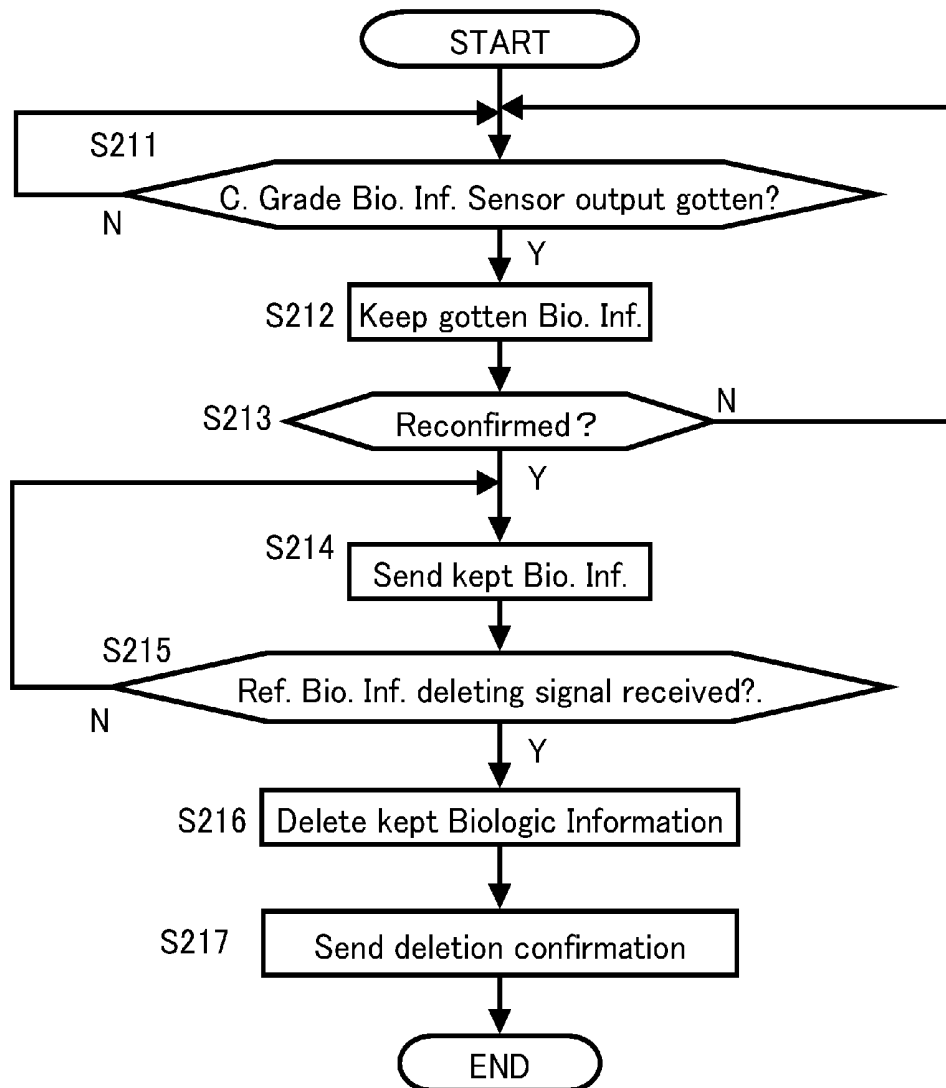 START
S211
C. Grade Bio. Inf. Sensor output gotten?
N
Y
S212
Keep gotten Bio. Inf.
S213
Reconfirmed?
N
Y
S214
Send kept Bio. Inf.
S215
Ref. Bio. Inf. deleting signal received?.
N
Y
S216
Delete kept Biologic Information
S217
Send deletion confirmation
END